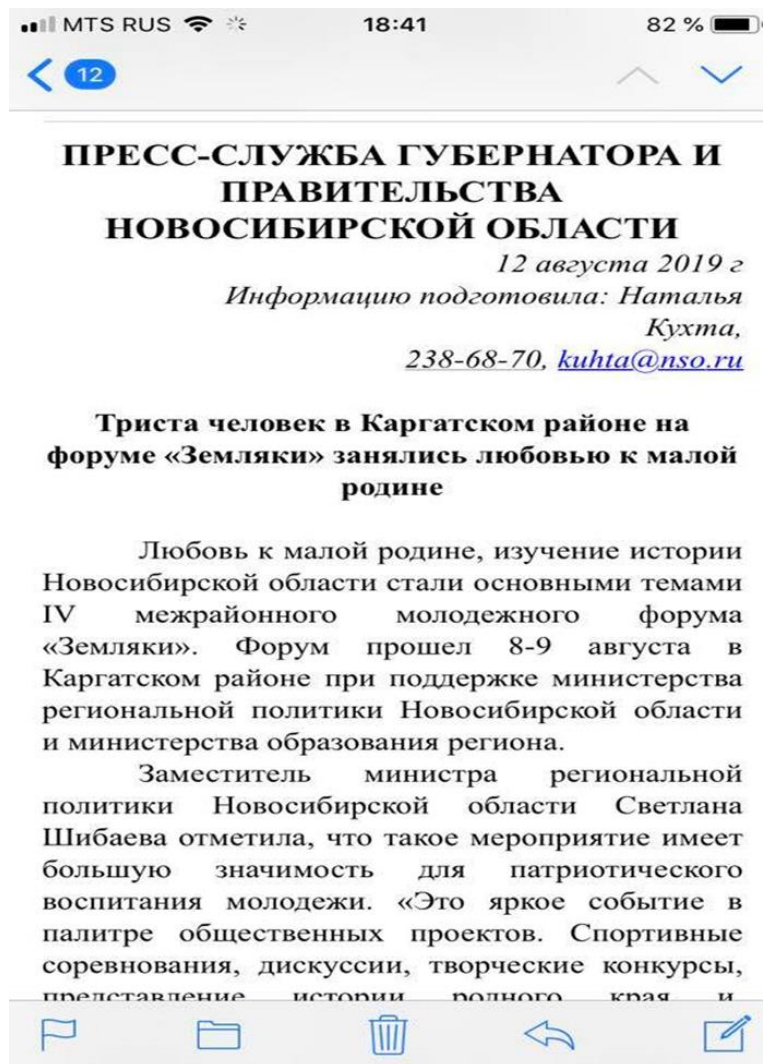 MTS RUS 18:41 82 %
12
ПРЕСС-СЛУЖБА ГУБЕРНАТОРА И
ПРАВИТЕЛЬСТВА
НОВОСИБИРСКОЙ ОБЛАСТИ
12 августа 2019 г
Информацию подготовила: Наталья
Кухта,
238-68-70, kuhta@nso.ru
Триста человек в Каргатском районе на
форуме «Земляки» занялись любовью к малой
родине
Любовь к малой родине, изучение истории
Новосибирской области стали основными темами
IV межрайонного молодежного форума
«Земляки». Форум прошел 8-9 августа в
Каргатском районе при поддержке министерства
региональной политики Новосибирской области
и министерства образования региона.
Заместитель министра региональной
политики Новосибирской области Светлана
Шибаева отметила, что такое мероприятие имеет
большую значимость для патриотического
воспитания молодежи. «Это яркое событие в
палитре общественных проектов. Спортивные
соревнования, дискуссии, творческие конкурсы,
представление истории родного края и